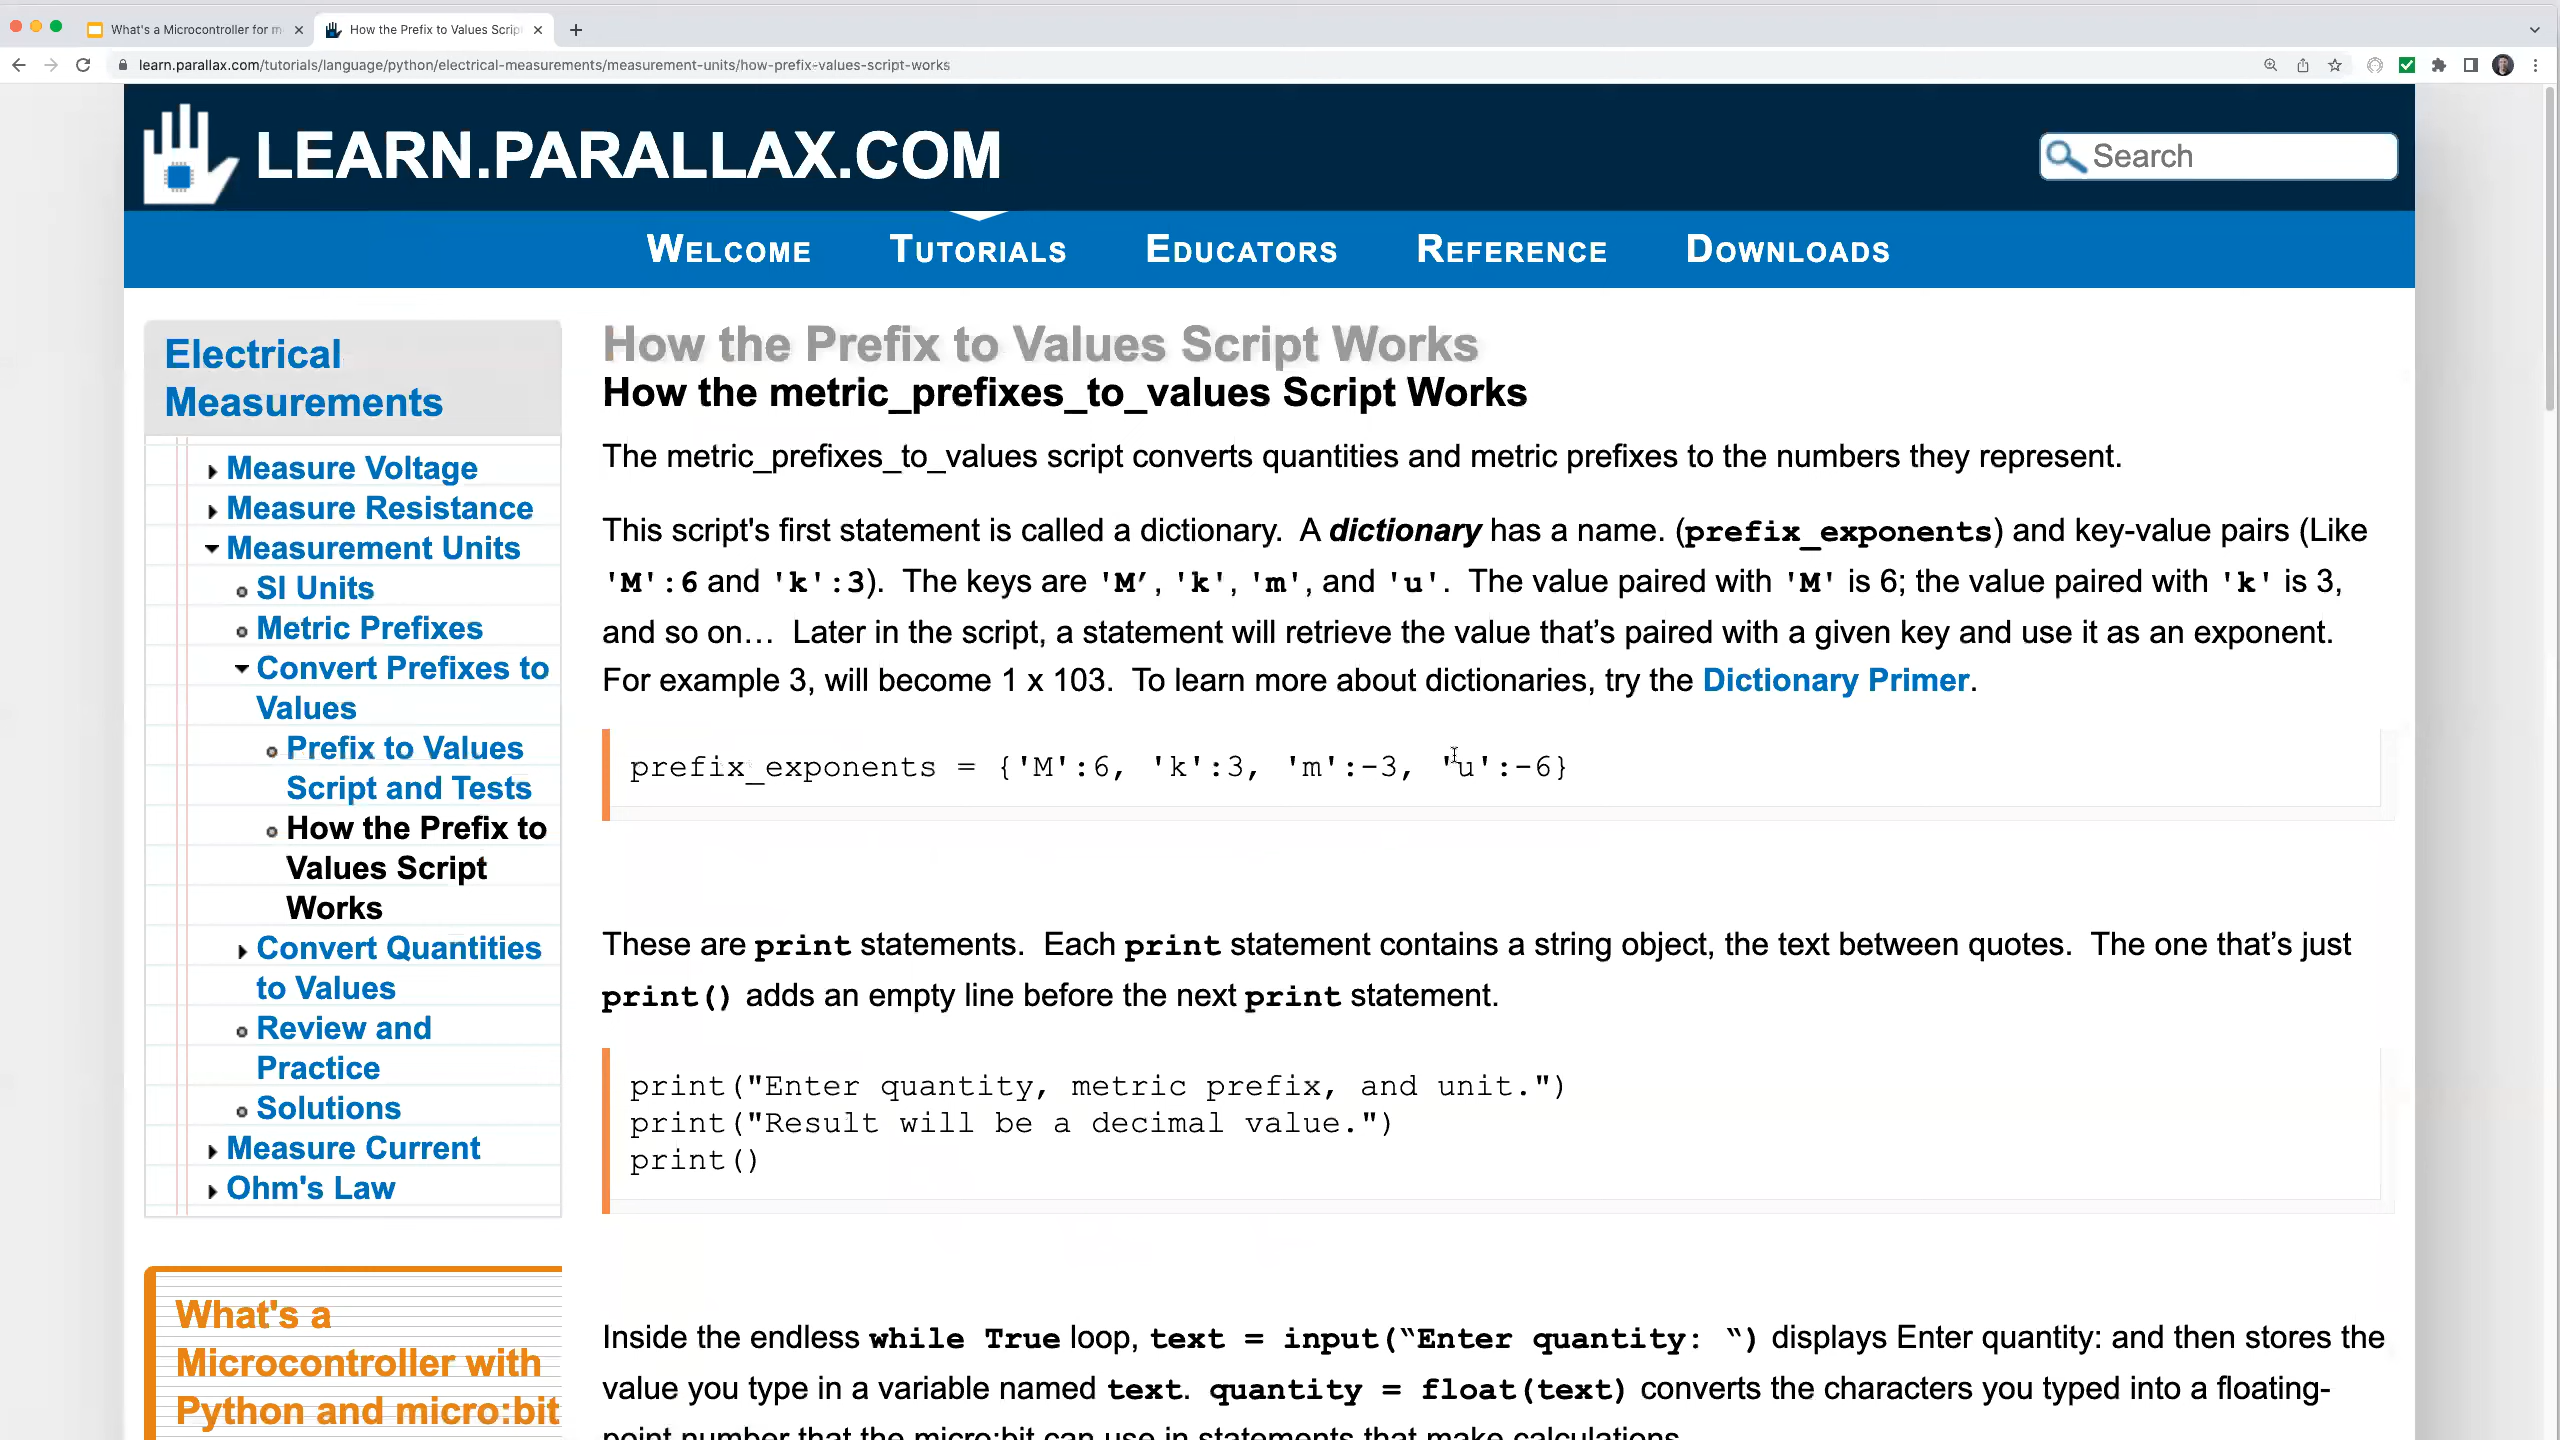 What's a Microcontroller for m
How the Prefix to Values Scrip
learn.parallax.com/tutorials/language/python/electrical-measurements/measurement-units/how-prefix-values-script-works
LEARN.PARALLAX.COM
Search
WELCOME TUTORIALS EDUCATORS REFERENCE DOWNLOADS
Electrical
Measurements
Measure Voltage
Measure Resistance
Measurement Units
SI Units
Metric Prefixes
Convert Prefixes to
Values
Prefix to Values
Script and Tests
How the Prefix to
Values Script
Works
Convert Quantities
to Values
Review and
Practice
Solutions
Measure Current
Ohm's Law
What's a
Microcontroller with
Python and micro:bit
How the Prefix to Values Script Works
How the metric_prefixes_to_values Script Works
The metric_prefixes_to_values script converts quantities and metric prefixes to the numbers they represent.
This script's first statement is called a dictionary. A dictionary has a name. (prefix_exponents) and key-value pairs (Like
'M':6 and 'k':3). The keys are 'M’, 'k', 'm', and 'u'. The value paired with 'M' is 6; the value paired with 'k' is 3,
and so on… Later in the script, a statement will retrieve the value that’s paired with a given key and use it as an exponent.
For example 3, will become 1 x 103. To learn more about dictionaries, try the Dictionary Primer.
prefix_exponents = {'M':6, 'k':3, 'm':-3, 'u':-6}
These are print statements. Each print statement contains a string object, the text between quotes. The one that’s just
print() adds an empty line before the next print statement.
print("Enter quantity, metric prefix, and unit.")
print("Result will be a decimal value.")
print()
Inside the endless while True loop, text = input(“Enter quantity: “) displays Enter quantity: and then stores the
value you type in a variable named text. quantity = float(text) converts the characters you typed into a floating-
point number that the micro:bit can use in statements that make calculations.